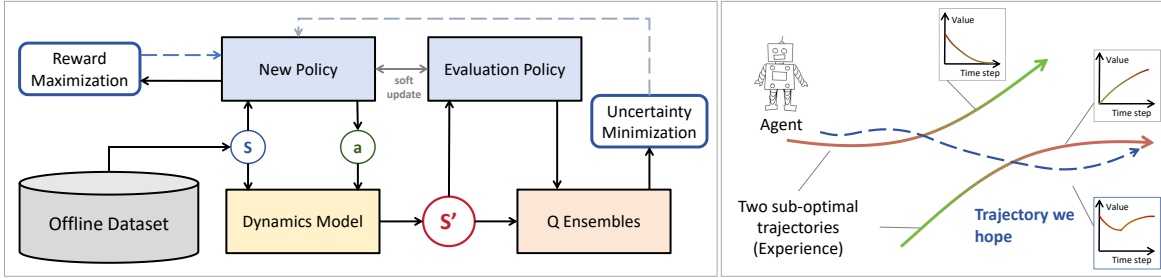 Reward
Maximization
New Policy
soft
update
Evaluation Policy
Uncertainty
Minimization
S
a
Offline Dataset
Dynamics Model
S'
Q Ensembles
Agent
Value
Time step
Value
Time step
Two sub-optimal
trajectories
(Experience)
Trajectory we
hope
Value
Time step